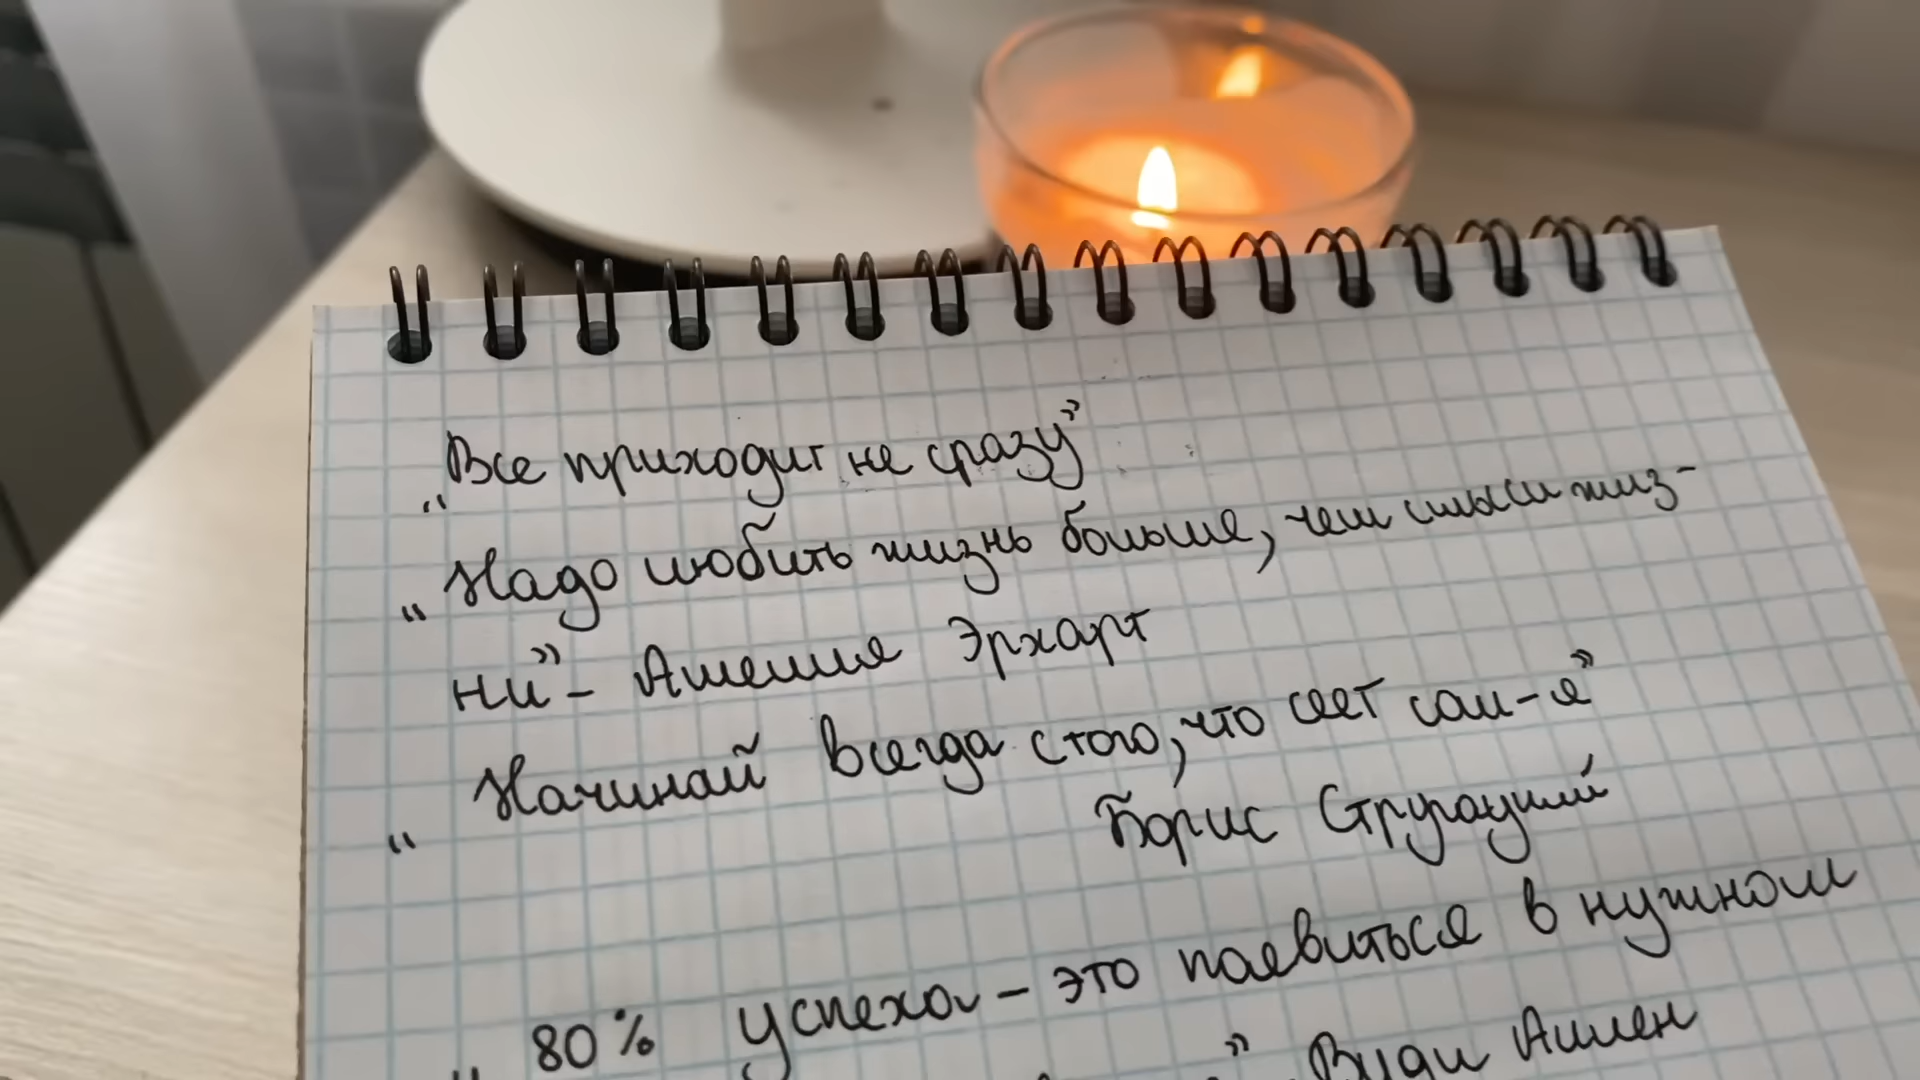 „Все приходит не сразу”
„Надо любить жизнь больше, чем смысл жиз-
ни” – Амелия Эрхарт
„Начинай всегда с того, что сеет сом-я”
Борис Стругацкий
„80% успеха – это появиться в нужном
” Вуди Аллен